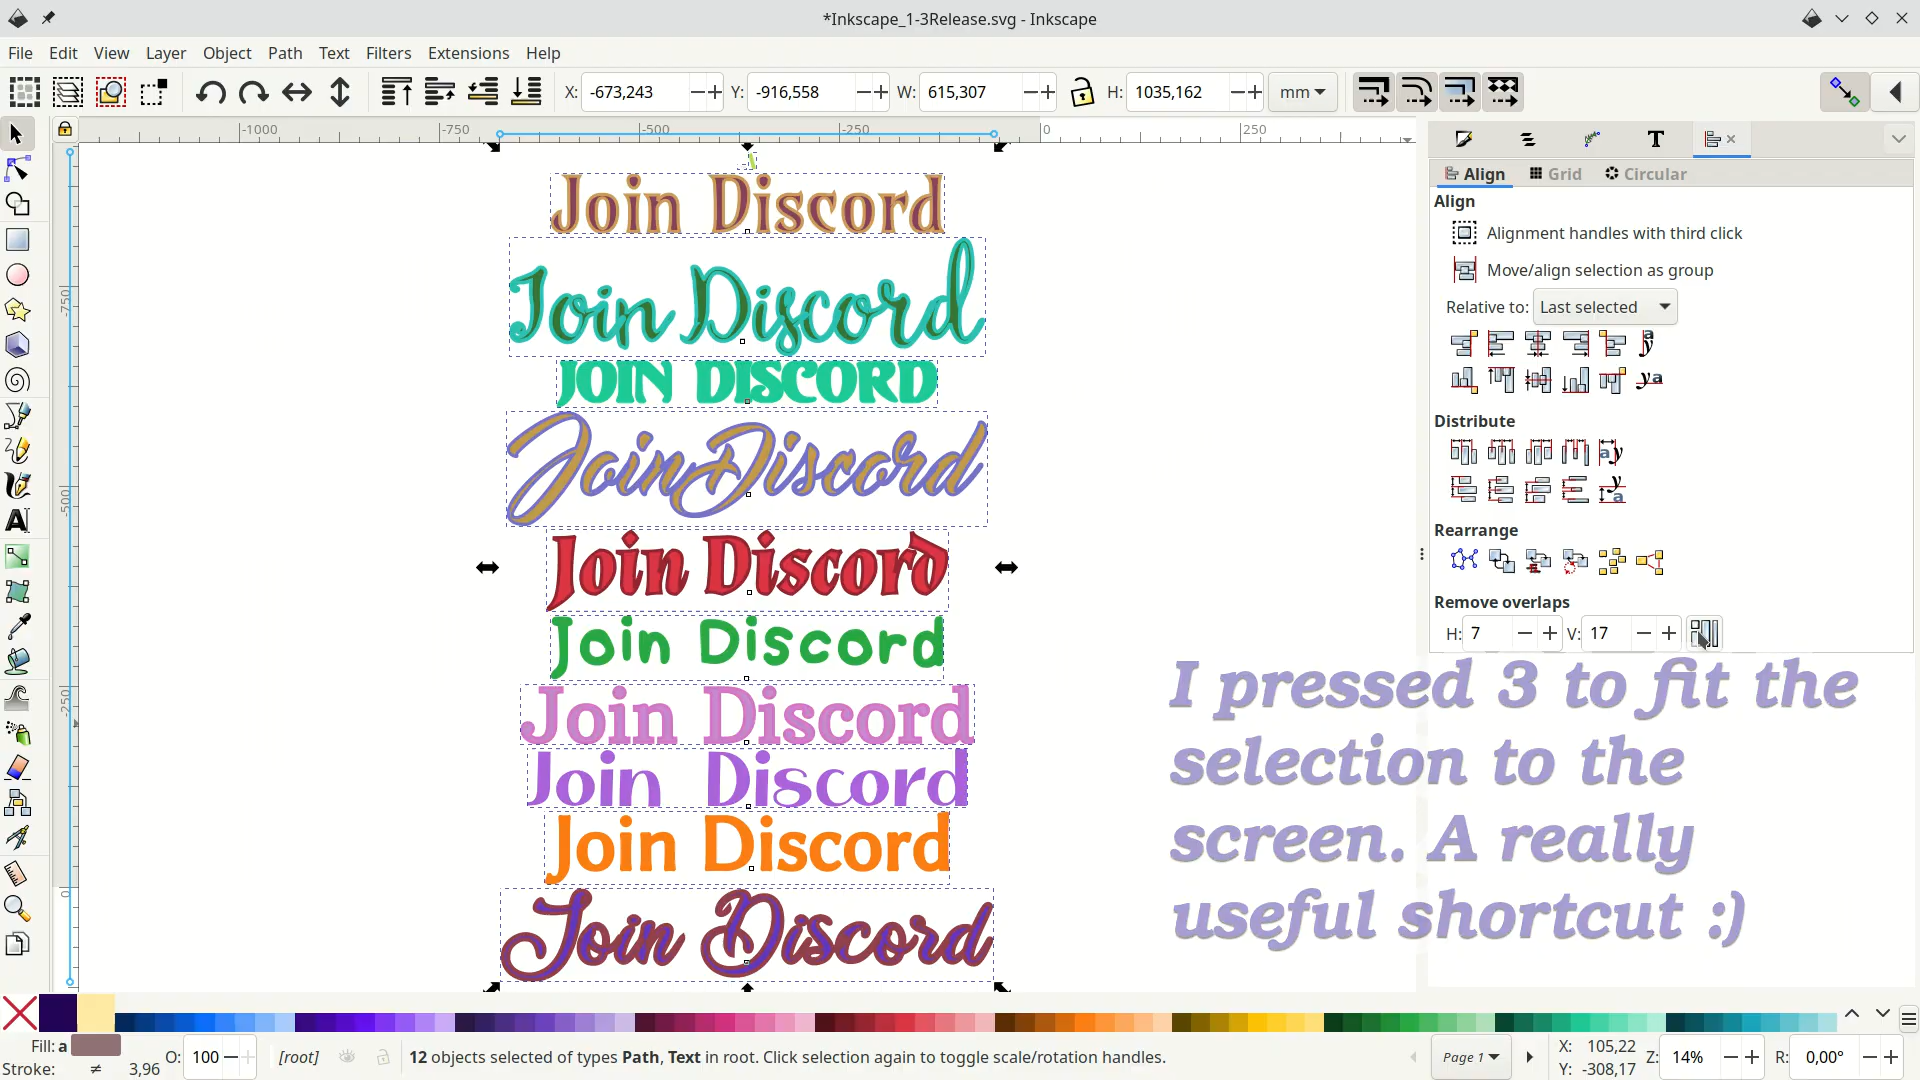 *Inkscape_1-3Release.svg - Inkscape
File Edit View Layer Object Path Text Filters Extensions Help
X: -673,243 Y: -916,558 W: 615,307 H: 1035,162 mm
-1000 -750 -500 -250 0 250
-750
-500
-250
0
Align Grid Circular
Align
Alignment handles with third click
Move/align selection as group
Relative to: Last selected
Distribute
Rearrange
Remove overlaps
H: 7 V: 17
Join Discord
Join Discord
JOIN DISCORD
Join Discord
Join Discord
Join Discord
Join Discord
Join Discord
Join Discord
Join Discord
I pressed 3 to fit the
selection to the
screen. A really
useful shortcut :)
Fill: a O: 100 [root] 12 objects selected of types Path, Text in root. Click selection again to toggle scale/rotation handles. Page 1 X: 105,22 Z: 14% R: 0,00°
Stroke: ≠ 3,96 Y: -308,17